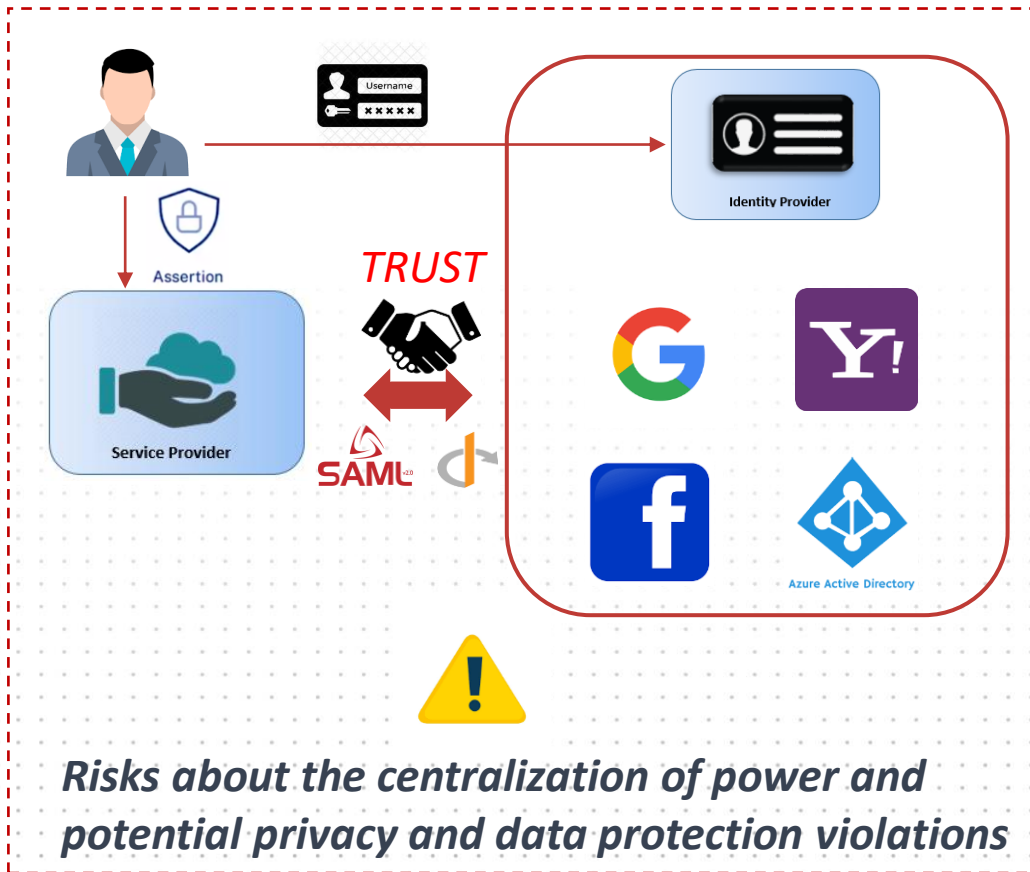 Username
×××××
Identity Provider
Assertion
TRUST
G
Y!
Service Provider
SAML v2.0
f
Azure Active Directory
!
Risks about the centralization of power and
potential privacy and data protection violations